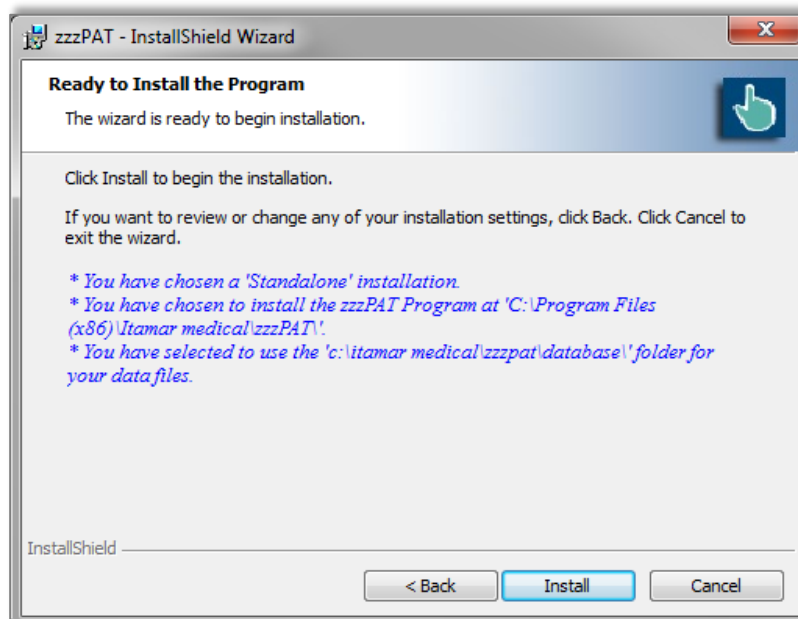 zzzPAT - InstallShield Wizard
Ready to Install the Program
The wizard is ready to begin installation.
Click Install to begin the installation.
If you want to review or change any of your installation settings, click Back. Click Cancel to
exit the wizard.
* You have chosen a 'Standalone' installation.
* You have chosen to install the zzzPAT Program at 'C:\Program Files
(x86)\Itamar medical\zzzPAT\'.
* You have selected to use the 'c:\itamar medical\zzzpat\database\' folder for
your data files.
InstallShield
< Back
Install
Cancel